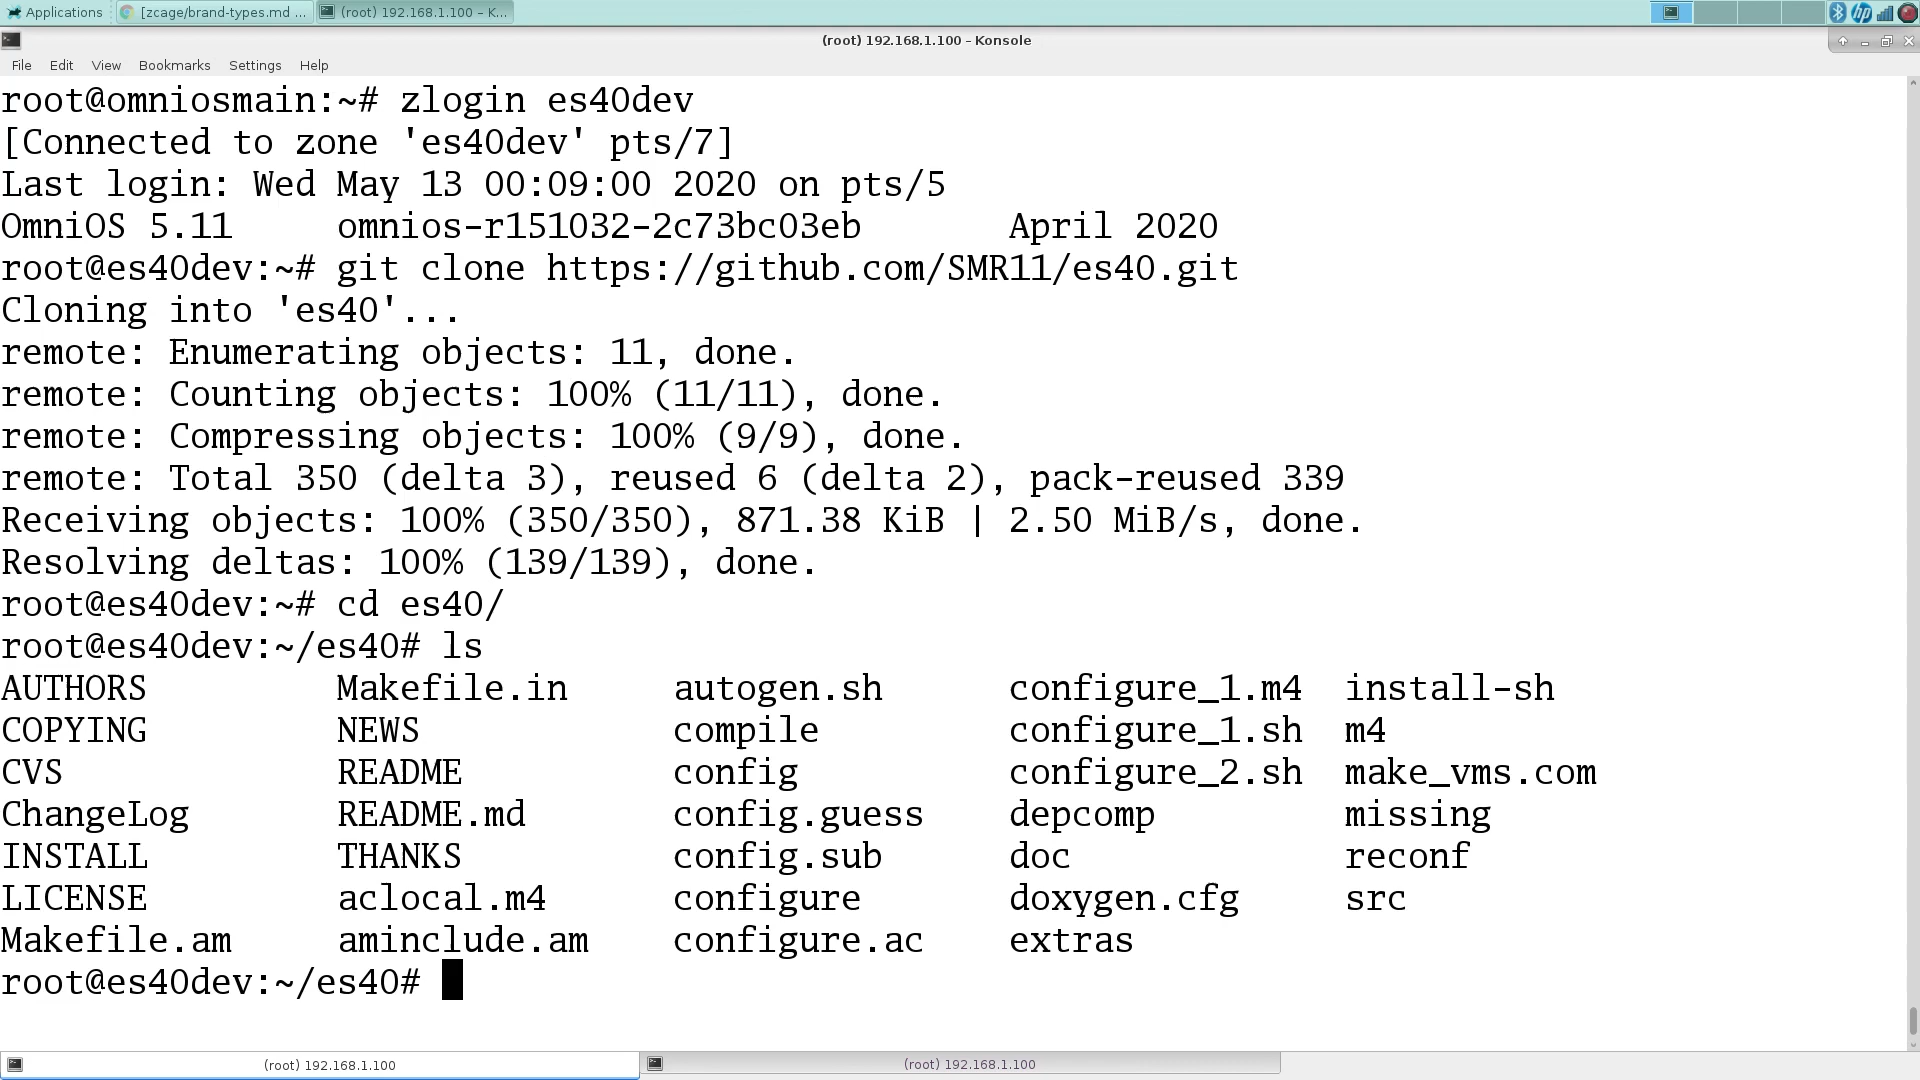 Applications [zcage/brand-types.md ... (root) 192.168.1.100 – K...
(root) 192.168.1.100 – Konsole
File Edit View Bookmarks Settings Help
root@omniosmain:~# zlogin es40dev
[Connected to zone 'es40dev' pts/7]
Last login: Wed May 13 00:09:00 2020 on pts/5
OmniOS 5.11     omnios-r151032-2c73bc03eb       April 2020
root@es40dev:~# git clone https://github.com/SMR11/es40.git
Cloning into 'es40'...
remote: Enumerating objects: 11, done.
remote: Counting objects: 100% (11/11), done.
remote: Compressing objects: 100% (9/9), done.
remote: Total 350 (delta 3), reused 6 (delta 2), pack-reused 339
Receiving objects: 100% (350/350), 871.38 KiB | 2.50 MiB/s, done.
Resolving deltas: 100% (139/139), done.
root@es40dev:~# cd es40/
root@es40dev:~/es40# ls
AUTHORS         Makefile.in     autogen.sh      configure_1.m4  install-sh
COPYING         NEWS            compile         configure_1.sh  m4
CVS             README          config          configure_2.sh  make_vms.com
ChangeLog       README.md       config.guess    depcomp         missing
INSTALL         THANKS          config.sub      doc             reconf
LICENSE         aclocal.m4      configure       doxygen.cfg     src
Makefile.am     aminclude.am    configure.ac    extras
root@es40dev:~/es40#
(root) 192.168.1.100 (root) 192.168.1.100